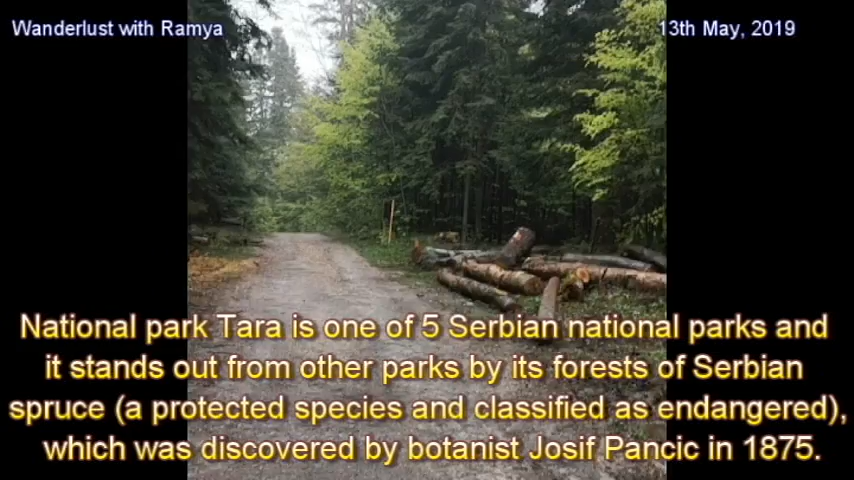 Wanderlust with Ramya
13th May, 2019
National park Tara is one of 5 Serbian national parks and
it stands out from other parks by its forests of Serbian
spruce (a protected species and classified as endangered),
which was discovered by botanist Josif Pancic in 1875.